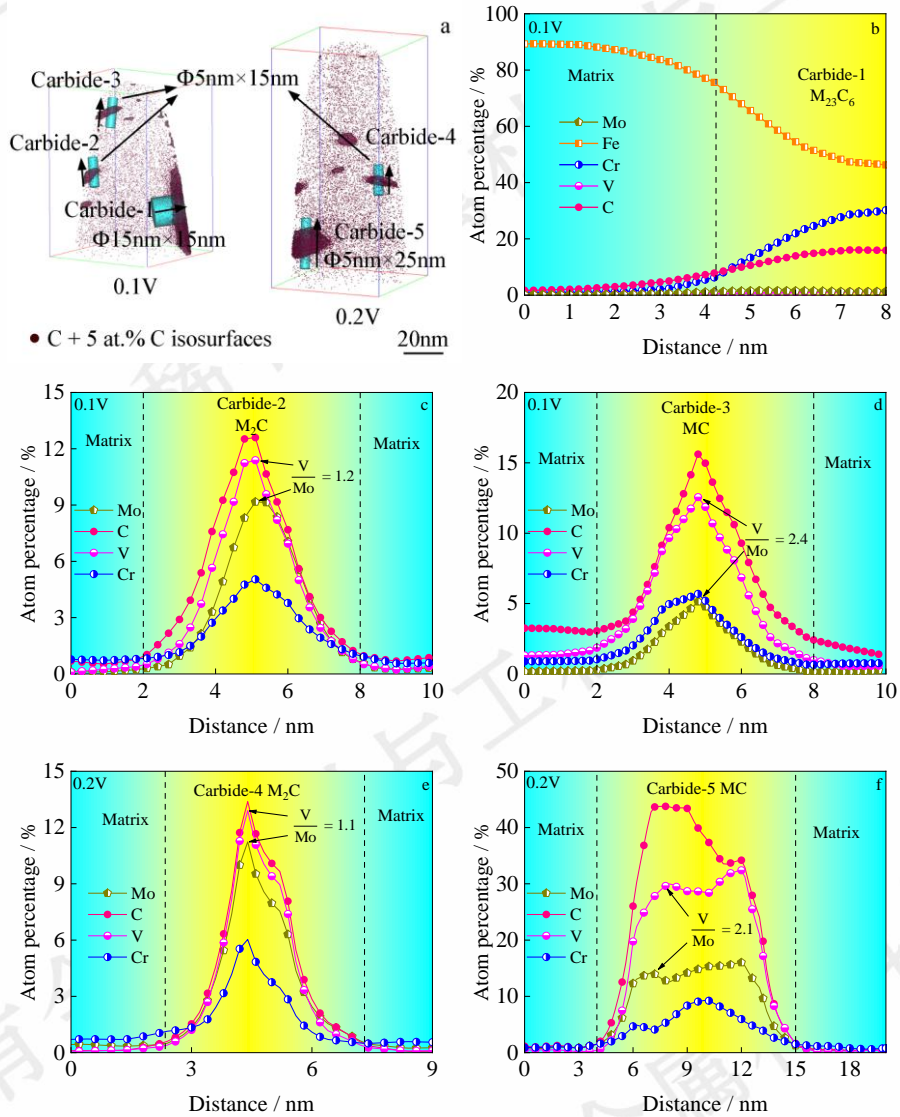 a
Carbide-3
Φ5nm×15nm
Carbide-2
Carbide-4
Carbide-1
Φ15nm×15nm
Carbide-5
Φ5nm×25nm
0.1V
0.2V
C + 5 at.% C isosurfaces
20nm
0.1V
b
Matrix
Carbide-1
M23C6
Mo
Fe
Cr
V
C
Atom percentage / %
100
80
60
40
20
0
0 1 2 3 4 5 6 7 8
Distance / nm
0.1V
c
Carbide-2
M2C
Matrix
Matrix
V
Mo
= 1.2
Mo
C
V
Cr
Atom percentage / %
15
12
9
6
3
0
0 2 4 6 8 10
Distance / nm
0.1V
d
Carbide-3
MC
Matrix
Matrix
V
Mo
= 2.4
Mo
C
V
Cr
Atom percentage / %
20
15
10
5
0
0 2 4 6 8 10
Distance / nm
0.2V
e
Carbide-4 M2C
Matrix
Matrix
V
Mo
= 1.1
Mo
C
V
Cr
Atom percentage / %
15
12
9
6
3
0
0 3 6 9
Distance / nm
0.2V
f
Carbide-5 MC
Matrix
Matrix
V
Mo
= 2.1
Mo
C
V
Cr
Atom percentage / %
50
40
30
20
10
0
0 3 6 9 12 15 18
Distance / nm